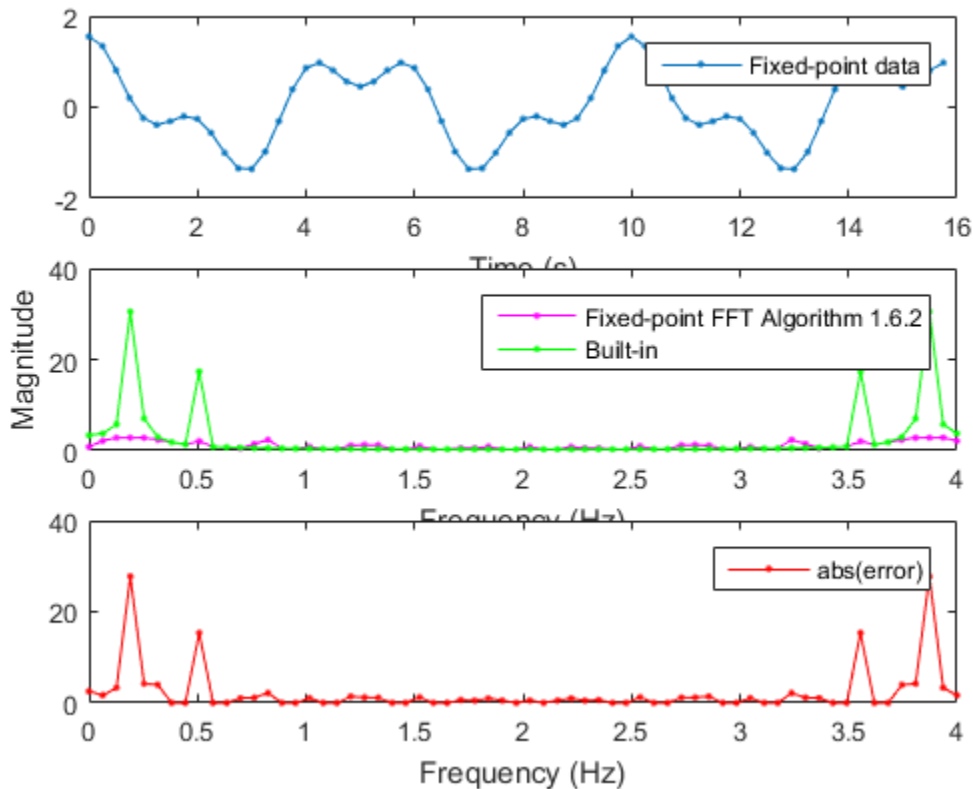 2
0
-2
Fixed-point data
0 2 4 6 8 10 12 14 16
Time (s)
Magnitude
40
20
0
Fixed-point FFT Algorithm 1.6.2
Built-in
0 0.5 1 1.5 2 2.5 3 3.5 4
Frequency (Hz)
40
20
0
abs(error)
0 0.5 1 1.5 2 2.5 3 3.5 4
Frequency (Hz)